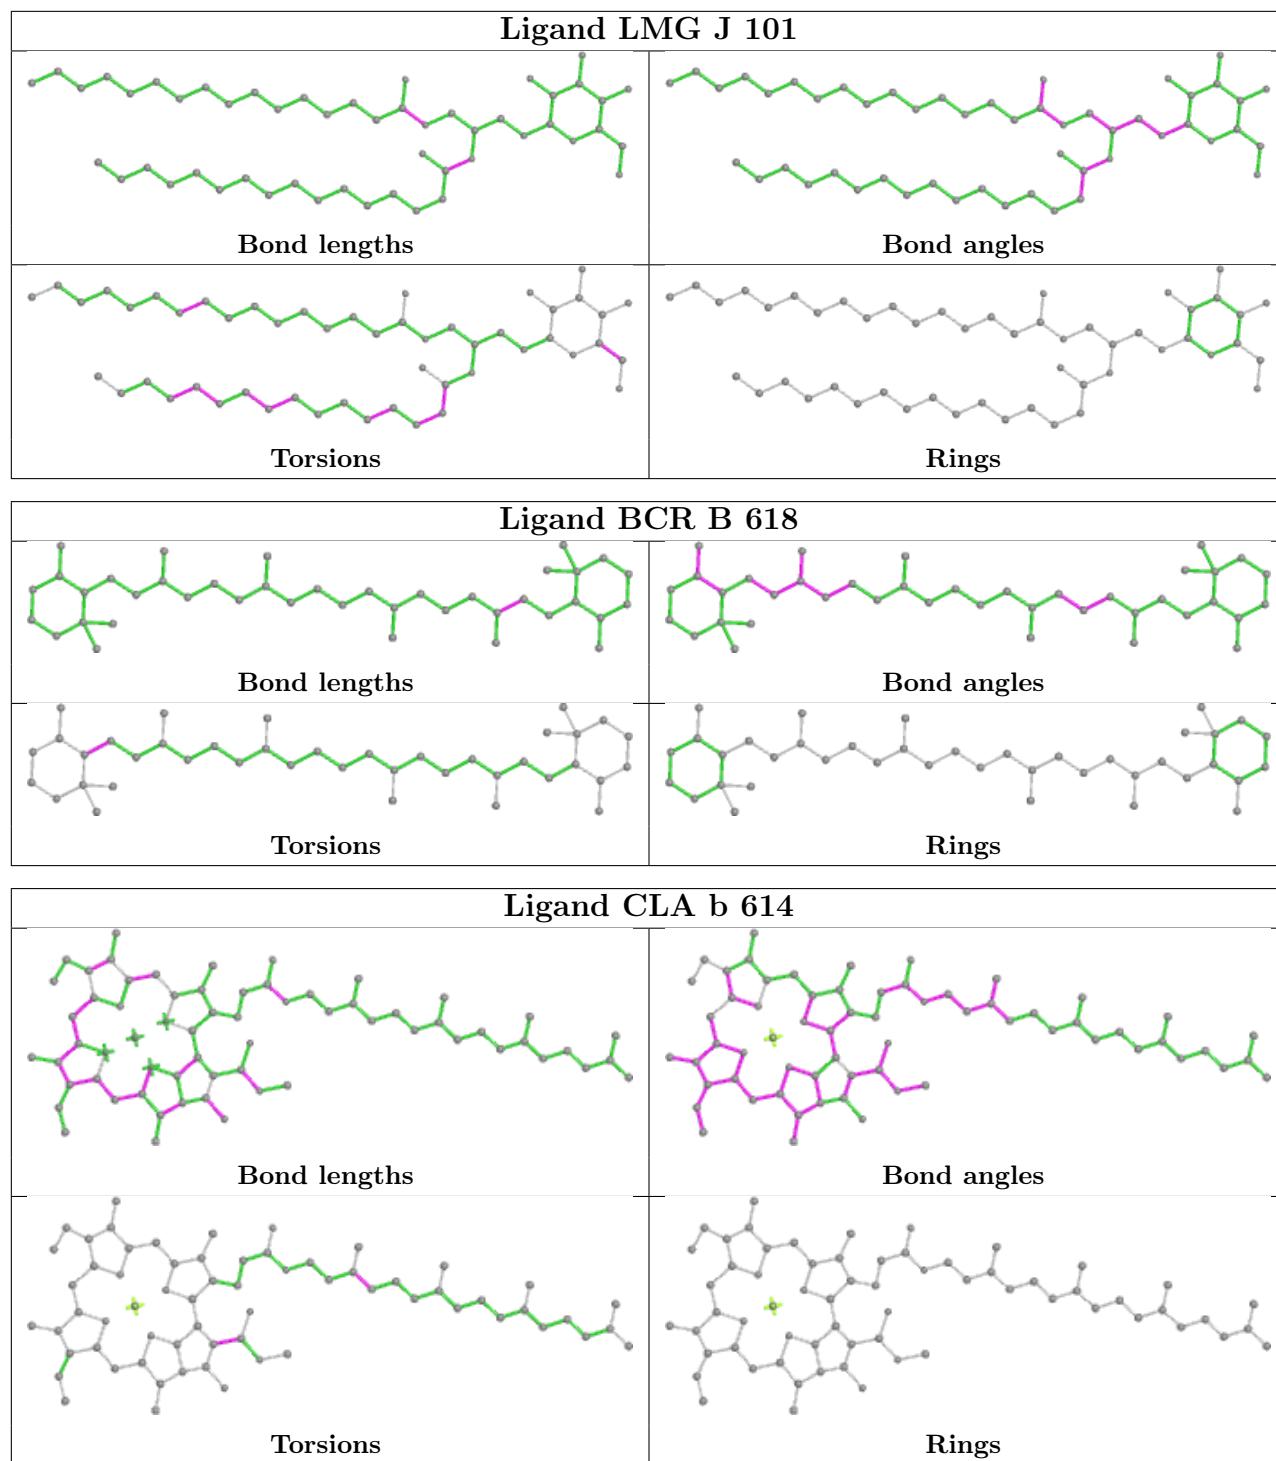 Ligand LMG J 101
Bond lengths
Bond angles
Torsions
Rings
Ligand BCR B 618
Bond lengths
Bond angles
Torsions
Rings
Ligand CLA b 614
Bond lengths
Bond angles
Torsions
Rings